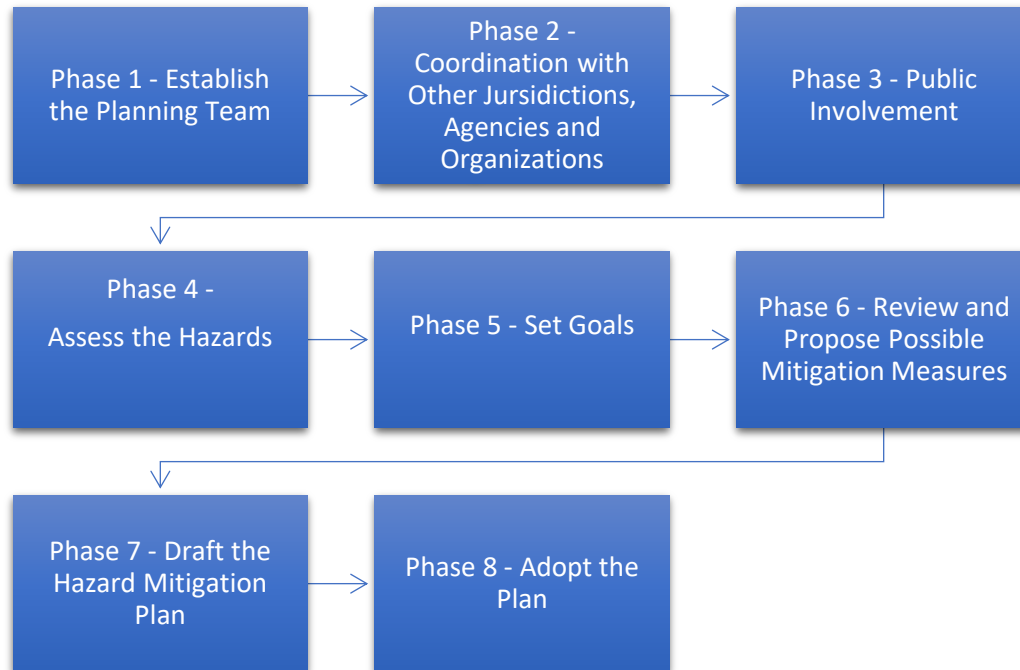 Phase 1 - Establish
the Planning Team
Phase 2 -
Coordination with
Other Jursidictions,
Agencies and
Organizations
Phase 3 - Public
Involvement
Phase 4 -
Assess the Hazards
Phase 5 - Set Goals
Phase 6 - Review and
Propose Possible
Mitigation Measures
Phase 7 - Draft the
Hazard Mitigation
Plan
Phase 8 - Adopt the
Plan